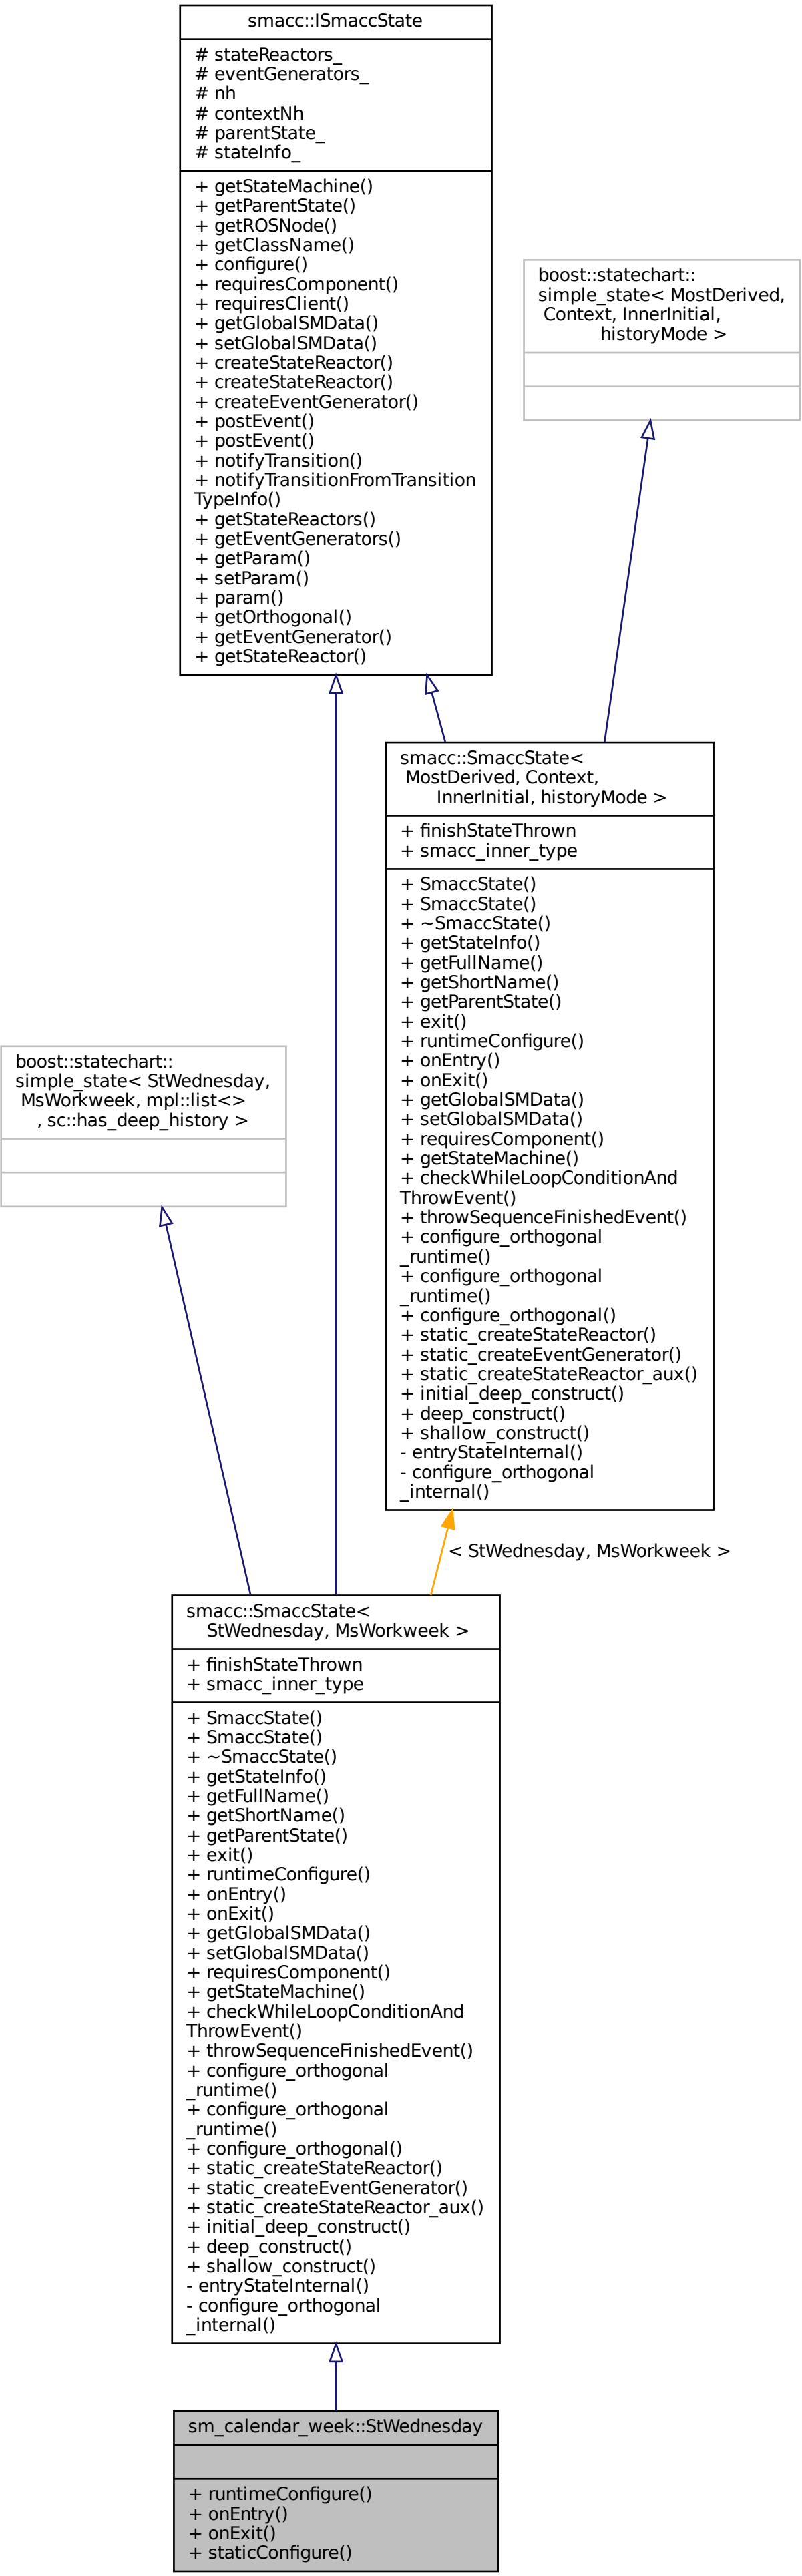 smacc::ISmaccState
# stateReactors_
# eventGenerators_
# nh
# contextNh
# parentState_
# stateInfo_
+ getStateMachine()
+ getParentState()
+ getROSNode()
+ getClassName()
+ configure()
+ requiresComponent()
+ requiresClient()
+ getGlobalSMData()
+ setGlobalSMData()
+ createStateReactor()
+ createStateReactor()
+ createEventGenerator()
+ postEvent()
+ postEvent()
+ notifyTransition()
+ notifyTransitionFromTransition
TypeInfo()
+ getStateReactors()
+ getEventGenerators()
+ getParam()
+ setParam()
+ param()
+ getOrthogonal()
+ getEventGenerator()
+ getStateReactor()
boost::statechart::
simple_state< MostDerived,
Context, InnerInitial,
historyMode >
smacc::SmaccState<
MostDerived, Context,
InnerInitial, historyMode >
+ finishStateThrown
+ smacc_inner_type
+ SmaccState()
+ SmaccState()
+ ~SmaccState()
+ getStateInfo()
+ getFullName()
+ getShortName()
+ getParentState()
+ exit()
+ runtimeConfigure()
+ onEntry()
+ onExit()
+ getGlobalSMData()
+ setGlobalSMData()
+ requiresComponent()
+ getStateMachine()
+ checkWhileLoopConditionAnd
ThrowEvent()
+ throwSequenceFinishedEvent()
+ configure_orthogonal
_runtime()
+ configure_orthogonal
_runtime()
+ configure_orthogonal()
+ static_createStateReactor()
+ static_createEventGenerator()
+ static_createStateReactor_aux()
+ initial_deep_construct()
+ deep_construct()
+ shallow_construct()
- entryStateInternal()
- configure_orthogonal
_internal()
boost::statechart::
simple_state< StWednesday,
MsWorkweek, mpl::list<>
, sc::has_deep_history >
< StWednesday, MsWorkweek >
smacc::SmaccState<
StWednesday, MsWorkweek >
+ finishStateThrown
+ smacc_inner_type
+ SmaccState()
+ SmaccState()
+ ~SmaccState()
+ getStateInfo()
+ getFullName()
+ getShortName()
+ getParentState()
+ exit()
+ runtimeConfigure()
+ onEntry()
+ onExit()
+ getGlobalSMData()
+ setGlobalSMData()
+ requiresComponent()
+ getStateMachine()
+ checkWhileLoopConditionAnd
ThrowEvent()
+ throwSequenceFinishedEvent()
+ configure_orthogonal
_runtime()
+ configure_orthogonal
_runtime()
+ configure_orthogonal()
+ static_createStateReactor()
+ static_createEventGenerator()
+ static_createStateReactor_aux()
+ initial_deep_construct()
+ deep_construct()
+ shallow_construct()
- entryStateInternal()
- configure_orthogonal
_internal()
sm_calendar_week::StWednesday
+ runtimeConfigure()
+ onEntry()
+ onExit()
+ staticConfigure()